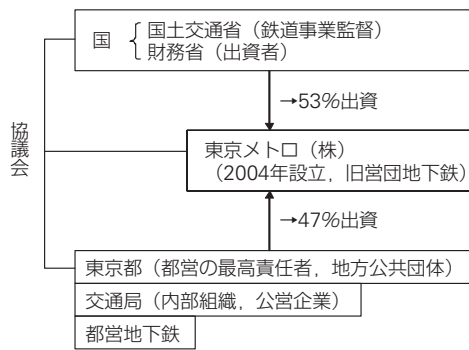 国
国土交通省（鉄道事業監督）
財務省（出資者）
→53%出資
協議会
東京メトロ（株）
（2004年設立，旧営団地下鉄）
→47%出資
東京都（都営の最高責任者，地方公共団体）
交通局（内部組織，公営企業）
都営地下鉄